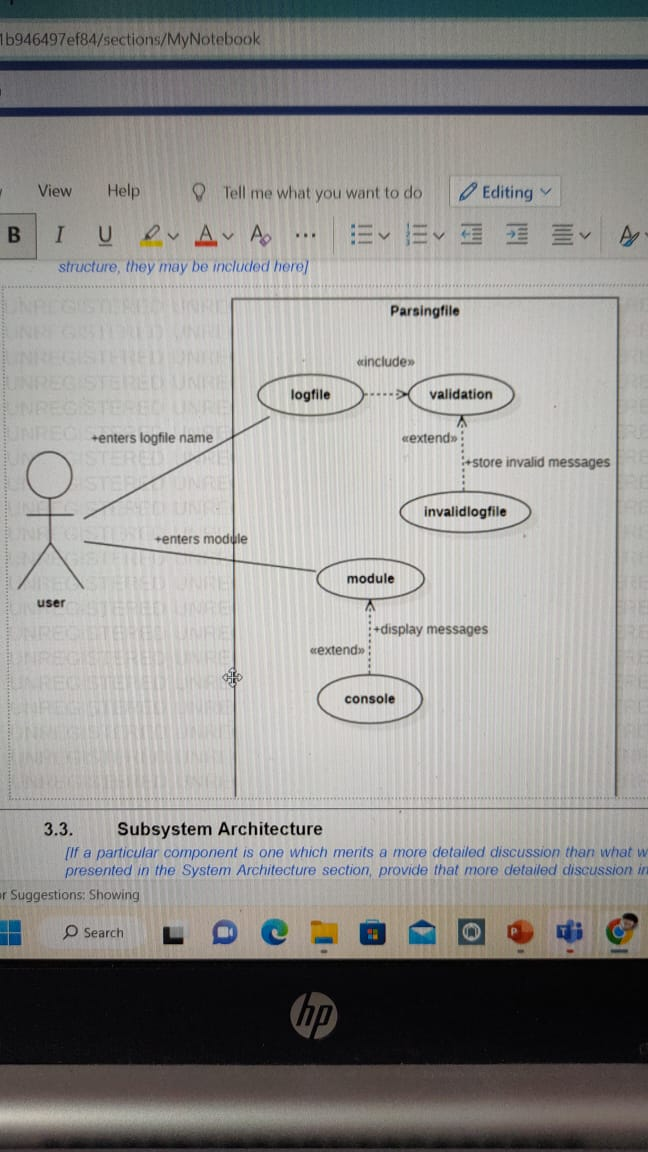 1b946497ef84/sections/MyNotebook
View Help Tell me what you want to do Editing
B I U A A ...
structure, they may be included here]
Parsingfile
«include»
logfile validation
+enters logfile name «extend»
+store invalid messages
invalidlogfile
+enters module
module
user
+display messages
«extend»
console
UNREGISTERED UNRE
3.3. Subsystem Architecture
[If a particular component is one which merits a more detailed discussion than what w
presented in the System Architecture section, provide that more detailed discussion in
r Suggestions: Showing
Search
hp